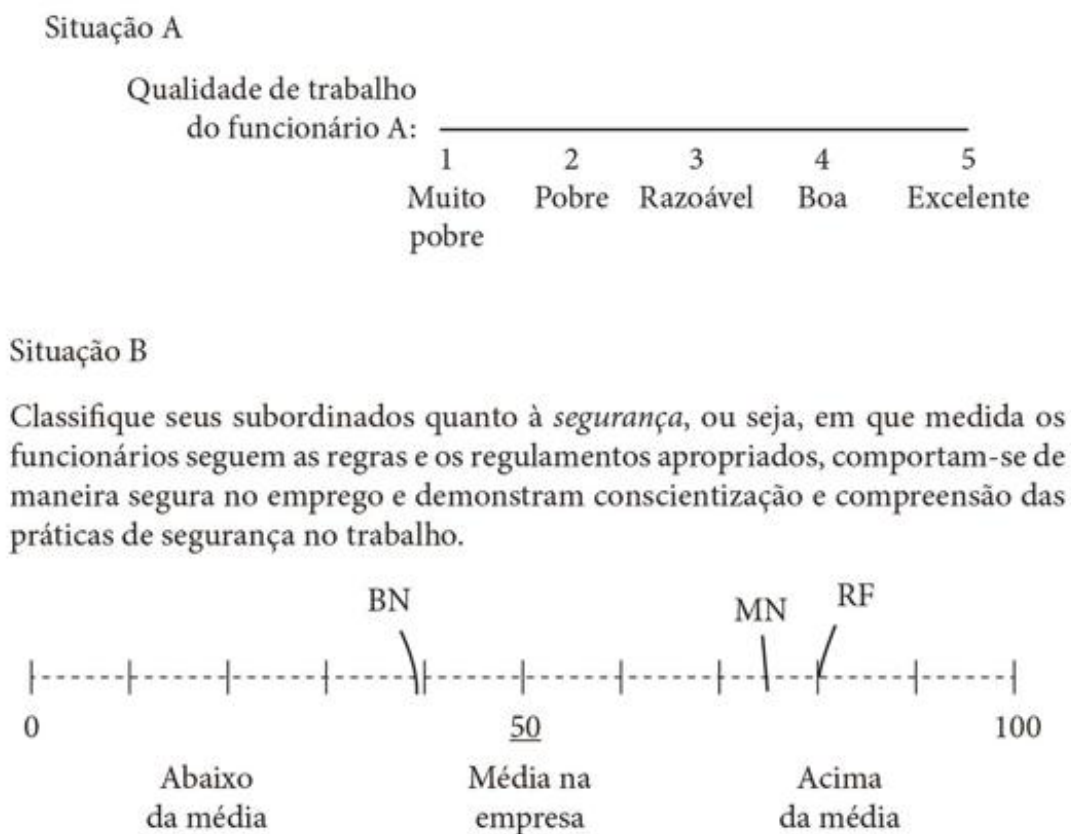 Situação A
Qualidade de trabalho
do funcionário A:
1 2 3 4 5
Muito Pobre Razoável Boa Excelente
pobre
Situação B
Classifique seus subordinados quanto à segurança, ou seja, em que medida os
funcionários seguem as regras e os regulamentos apropriados, comportam-se de
maneira segura no emprego e demonstram conscientização e compreensão das
práticas de segurança no trabalho.
BN MN RF
0 50 100
Abaixo Média na Acima
da média empresa da média